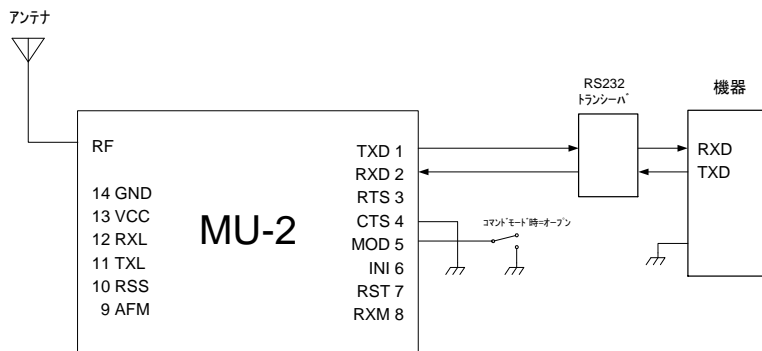 アンテナ
RF
14 GND
13 VCC
12 RXL
11 TXL
10 RSS
9 AFM
MU-2
TXD 1
RXD 2
RTS 3
CTS 4
MOD 5
INI 6
RST 7
RXM 8
コマンドモード時=オープン
RS232
トランシーバ
機器
RXD
TXD